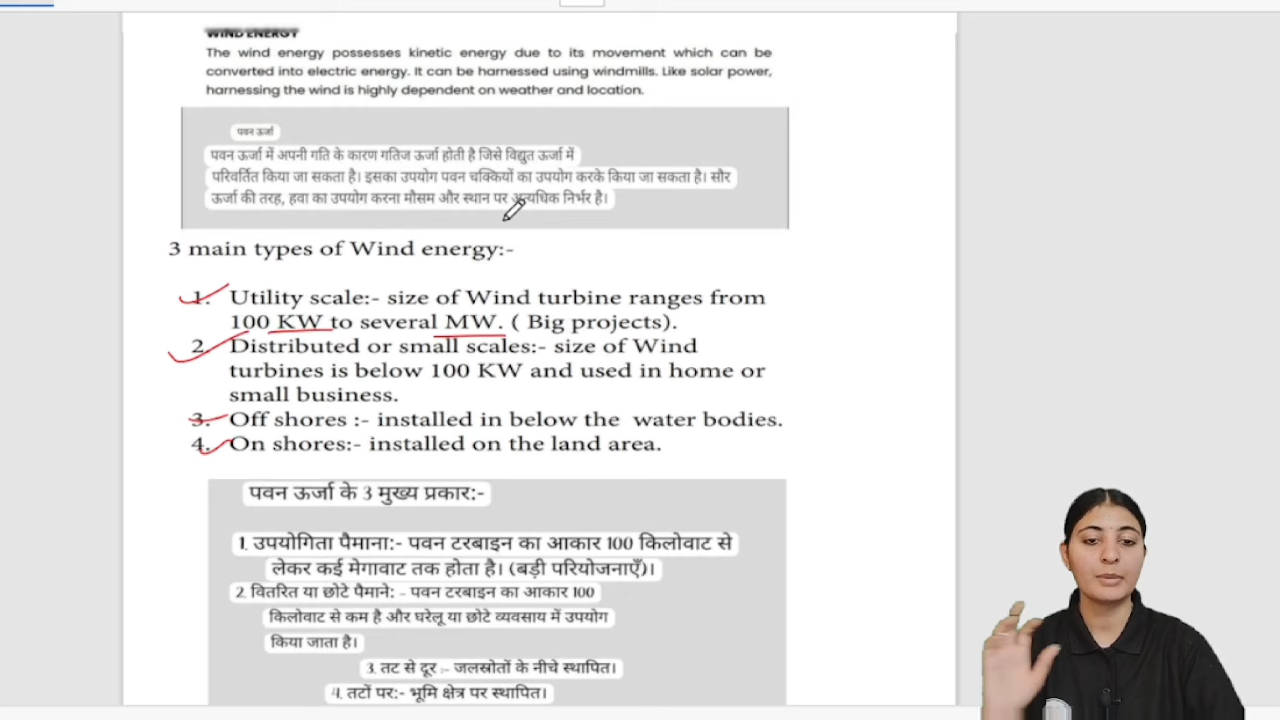 WIND ENERGY
The wind energy possesses kinetic energy due to its movement which can be
converted into electric energy. It can be harnessed using windmills. Like solar power,
harnessing the wind is highly dependent on weather and location.
पवन ऊर्जा
पवन ऊर्जा में अपनी गति के कारण गतिज ऊर्जा होती है जिसे विद्युत ऊर्जा में
परिवर्तित किया जा सकता है। इसका उपयोग पवन चक्कियों का उपयोग करके किया जा सकता है। सौर
ऊर्जा की तरह, हवा का उपयोग करना मौसम और स्थान पर अत्यधिक निर्भर है।
3 main types of Wind energy:-
1. Utility scale:- size of Wind turbine ranges from
100 KW to several MW. ( Big projects).
2. Distributed or small scales:- size of Wind
turbines is below 100 KW and used in home or
small business.
3. Off shores :- installed in below the water bodies.
4. On shores:- installed on the land area.
पवन ऊर्जा के 3 मुख्य प्रकार:-
1. उपयोगिता पैमाना:- पवन टरबाइन का आकार 100 किलोवाट से
लेकर कई मेगावाट तक होता है। (बड़ी परियोजनाएँ)।
2. वितरित या छोटे पैमाने: - पवन टरबाइन का आकार 100
किलोवाट से कम है और घरेलू या छोटे व्यवसाय में उपयोग
किया जाता है।
3. तट से दूर :- जलस्रोतों के नीचे स्थापित।
4. तटों पर:- भूमि क्षेत्र पर स्थापित।